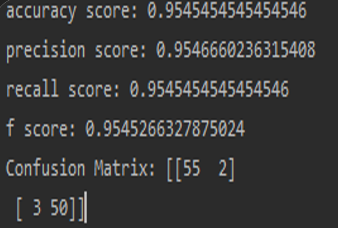 accuracy score: 0.9545454545454546
precision score: 0.9546660236315408
recall score: 0.9545454545454546
f score: 0.9545266327875024
Confusion Matrix: [[55  2]
 [ 3 50]]